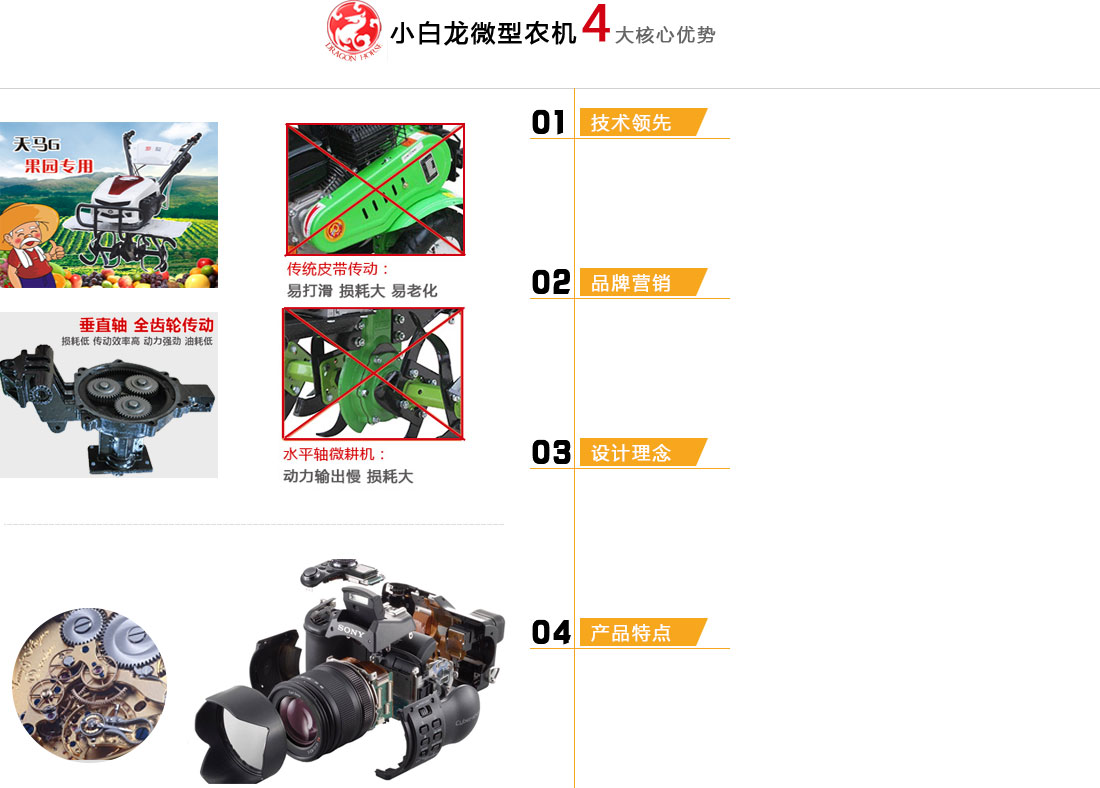 DRAGON HORSE
小白龙微型农机4大核心优势
天马G
果园专用
传统皮带传动：
易打滑 损耗大 易老化
垂直轴 全齿轮传动
损耗低 传动效率高 动力强劲 油耗低
水平轴微耕机：
动力输出慢 损耗大
SONY
01 技术领先
02 品牌营销
03 设计理念
04 产品特点